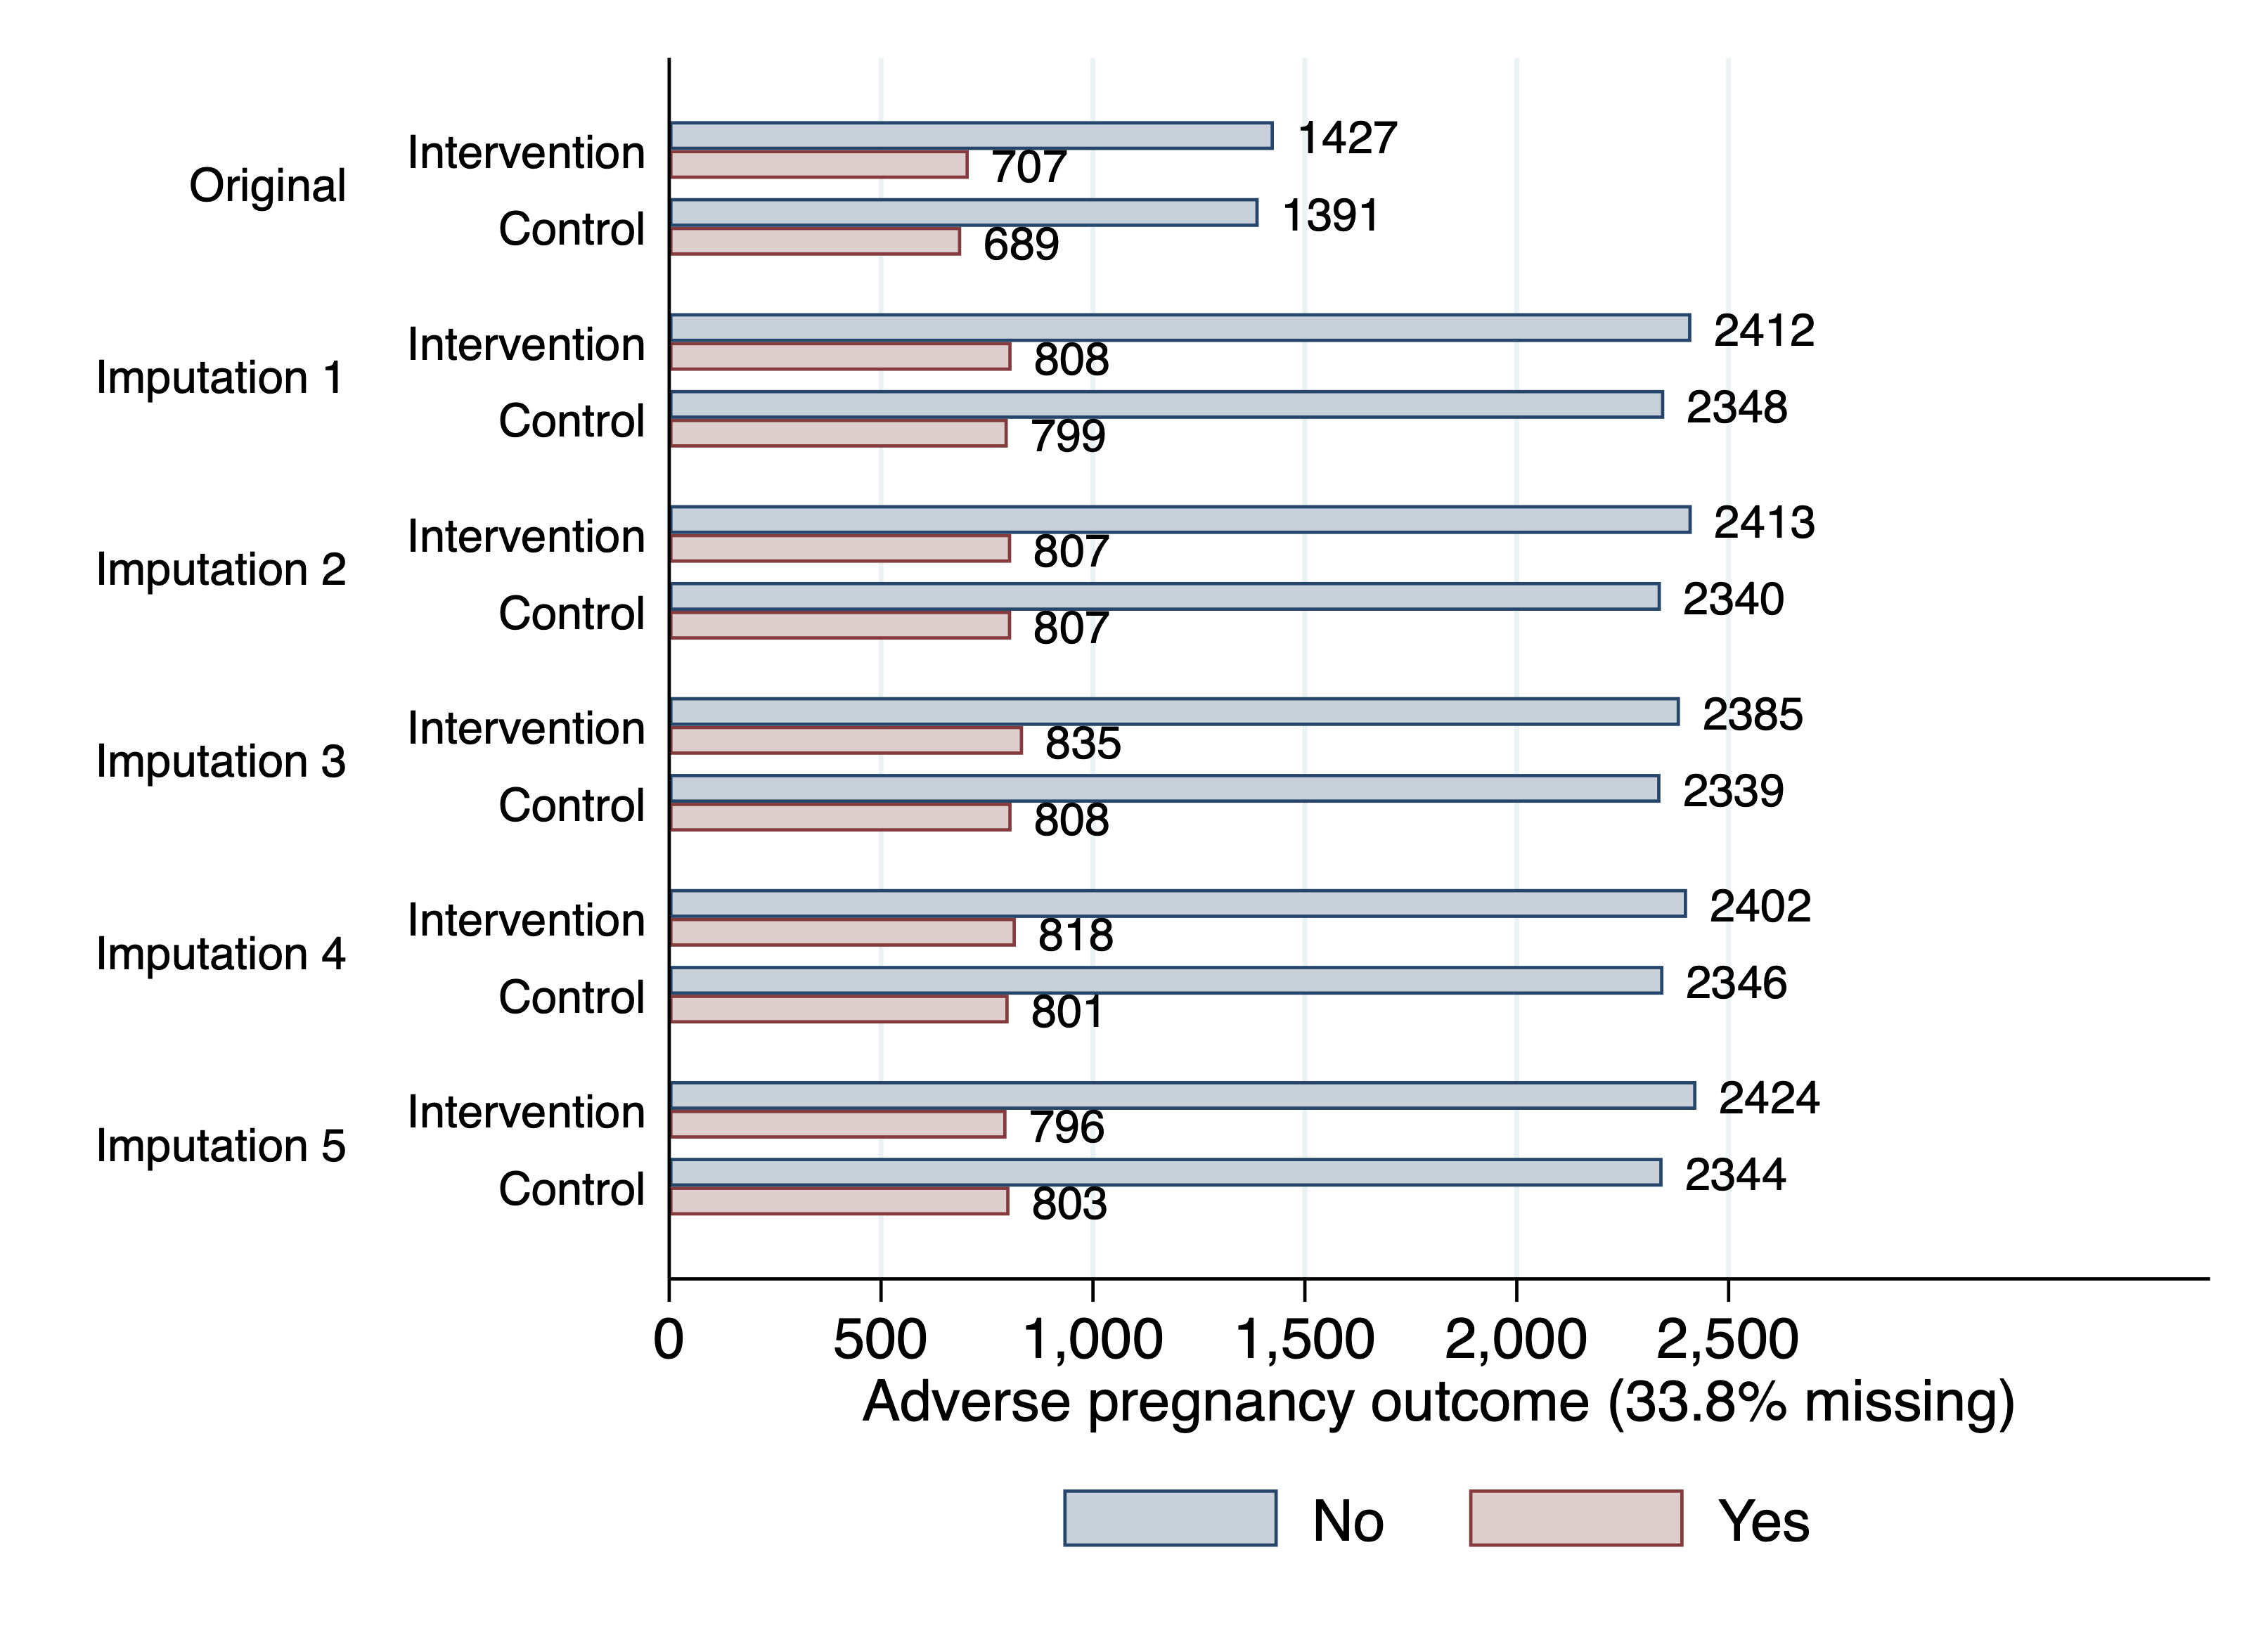 Original
Intervention
1427
707
Control
1391
689
Imputation 1
Intervention
2412
808
Control
2348
799
Imputation 2
Intervention
2413
807
Control
2340
807
Imputation 3
Intervention
2385
835
Control
2339
808
Imputation 4
Intervention
2402
818
Control
2346
801
Imputation 5
Intervention
2424
796
Control
2344
803
0 500 1,000 1,500 2,000 2,500
Adverse pregnancy outcome (33.8% missing)
No Yes